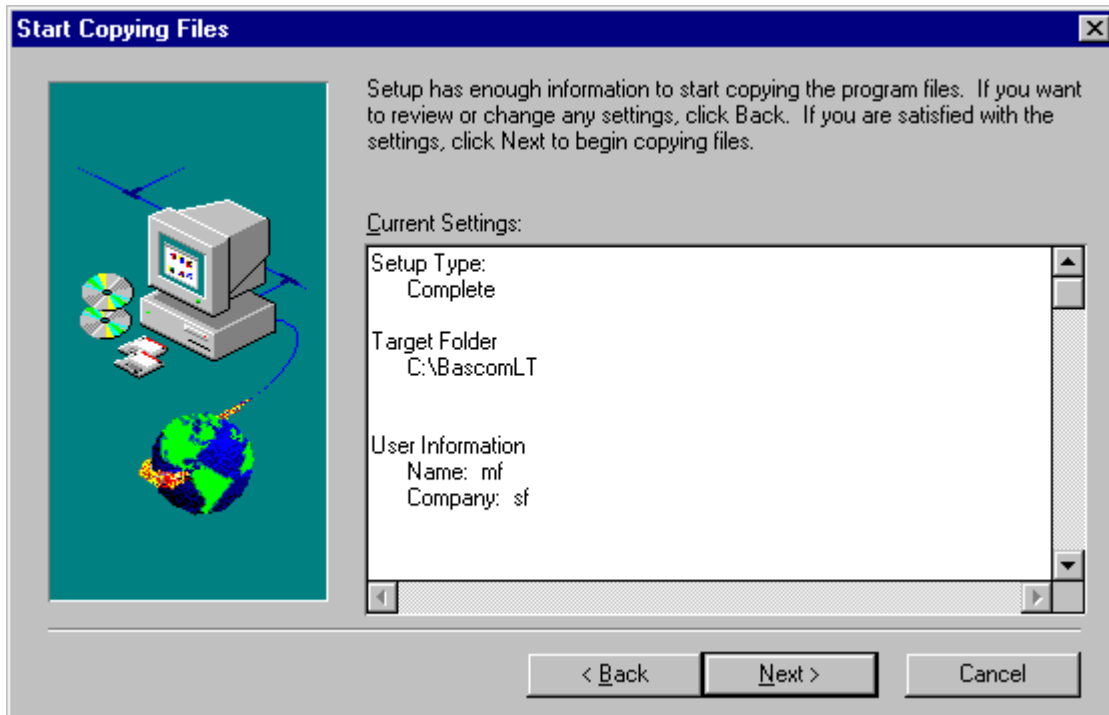 Start Copying Files
Setup has enough information to start copying the program files. If you want
to review or change any settings, click Back. If you are satisfied with the
settings, click Next to begin copying files.
Current Settings:
Setup Type:
Complete
Target Folder
C:\BascomLT
User Information
Name: mf
Company: sf
< Back
Next >
Cancel